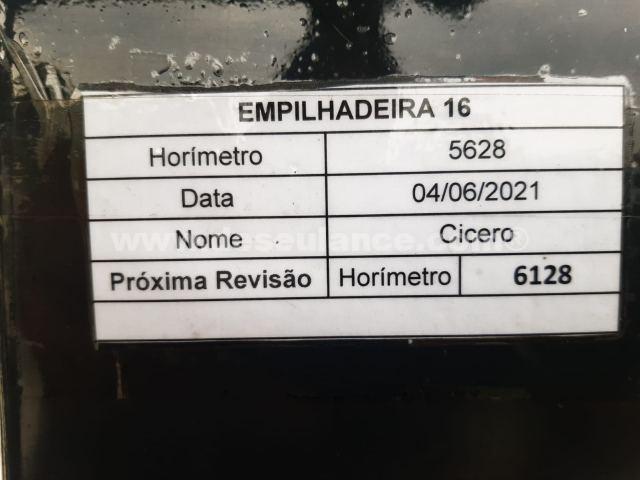 EMPILHADEIRA 16
Horímetro 5628
Data 04/06/2021
Nome Cicero
Próxima Revisão Horímetro 6128